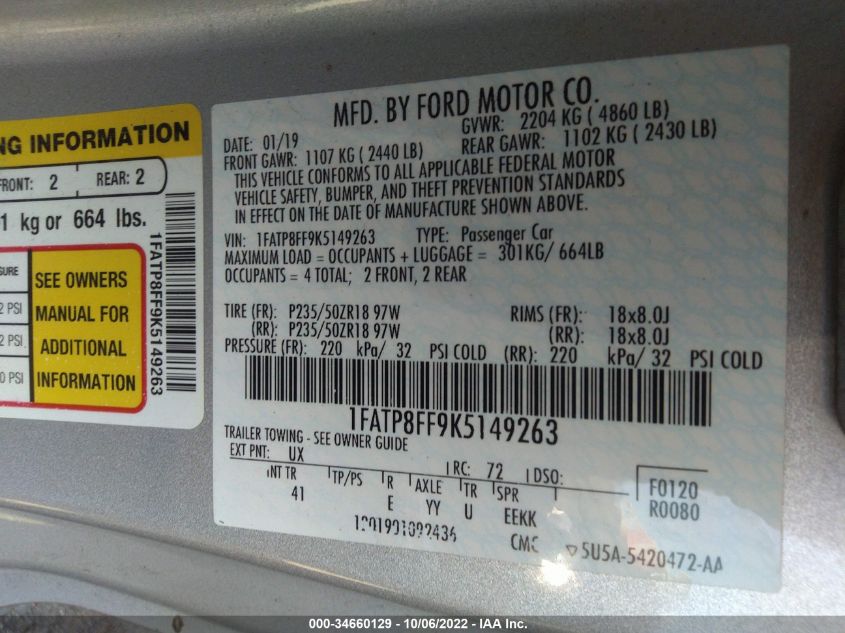 NG INFORMATION
FRONT: 2 REAR: 2
1 kg or 664 lbs.
SEE OWNERS
MANUAL FOR
ADDITIONAL
INFORMATION
2 PSI
2 PSI,
0 PSI
1FATP8FF9K5149263
MFD. BY FORD MOTOR CO.
DATE: 01/19 GVWR: 2204 KG ( 4860 LB)
FRONT GAWR: 1107 KG ( 2440 LB) REAR GAWR: 1102 KG ( 2430 LB)
THIS VEHICLE CONFORMS TO ALL APPLICABLE FEDERAL MOTOR
VEHICLE SAFETY, BUMPER, AND THEFT PREVENTION STANDARDS
IN EFFECT ON THE DATE OF MANUFACTURE SHOWN ABOVE.
VIN: 1FATP8FF9K5149263 TYPE: Passenger Car
MAXIMUM LOAD = OCCUPANTS + LUGGAGE = 301KG/ 664LB
OCCUPANTS = 4 TOTAL; 2 FRONT, 2 REAR
TIRE (FR): P235/50ZR18 97W RIMS (FR): 18x8.0J
(RR): P235/50ZR18 97W (RR): 18x8.0J
PRESSURE (FR): 220 kPa/ 32 PSI COLD (RR): 220 kPa/ 32 PSI COLD
1FATP8FF9K5149263
TRAILER TOWING - SEE OWNER GUIDE
EXT PNT: UX RC: 72 DSO:
INT TR TP/PS R AXLE TR SPR
41 E YY U EEKK
F0120
R0080
CMC 5U5A-5420472-AA
000-34660129 - 10/06/2022 - IAA Inc.